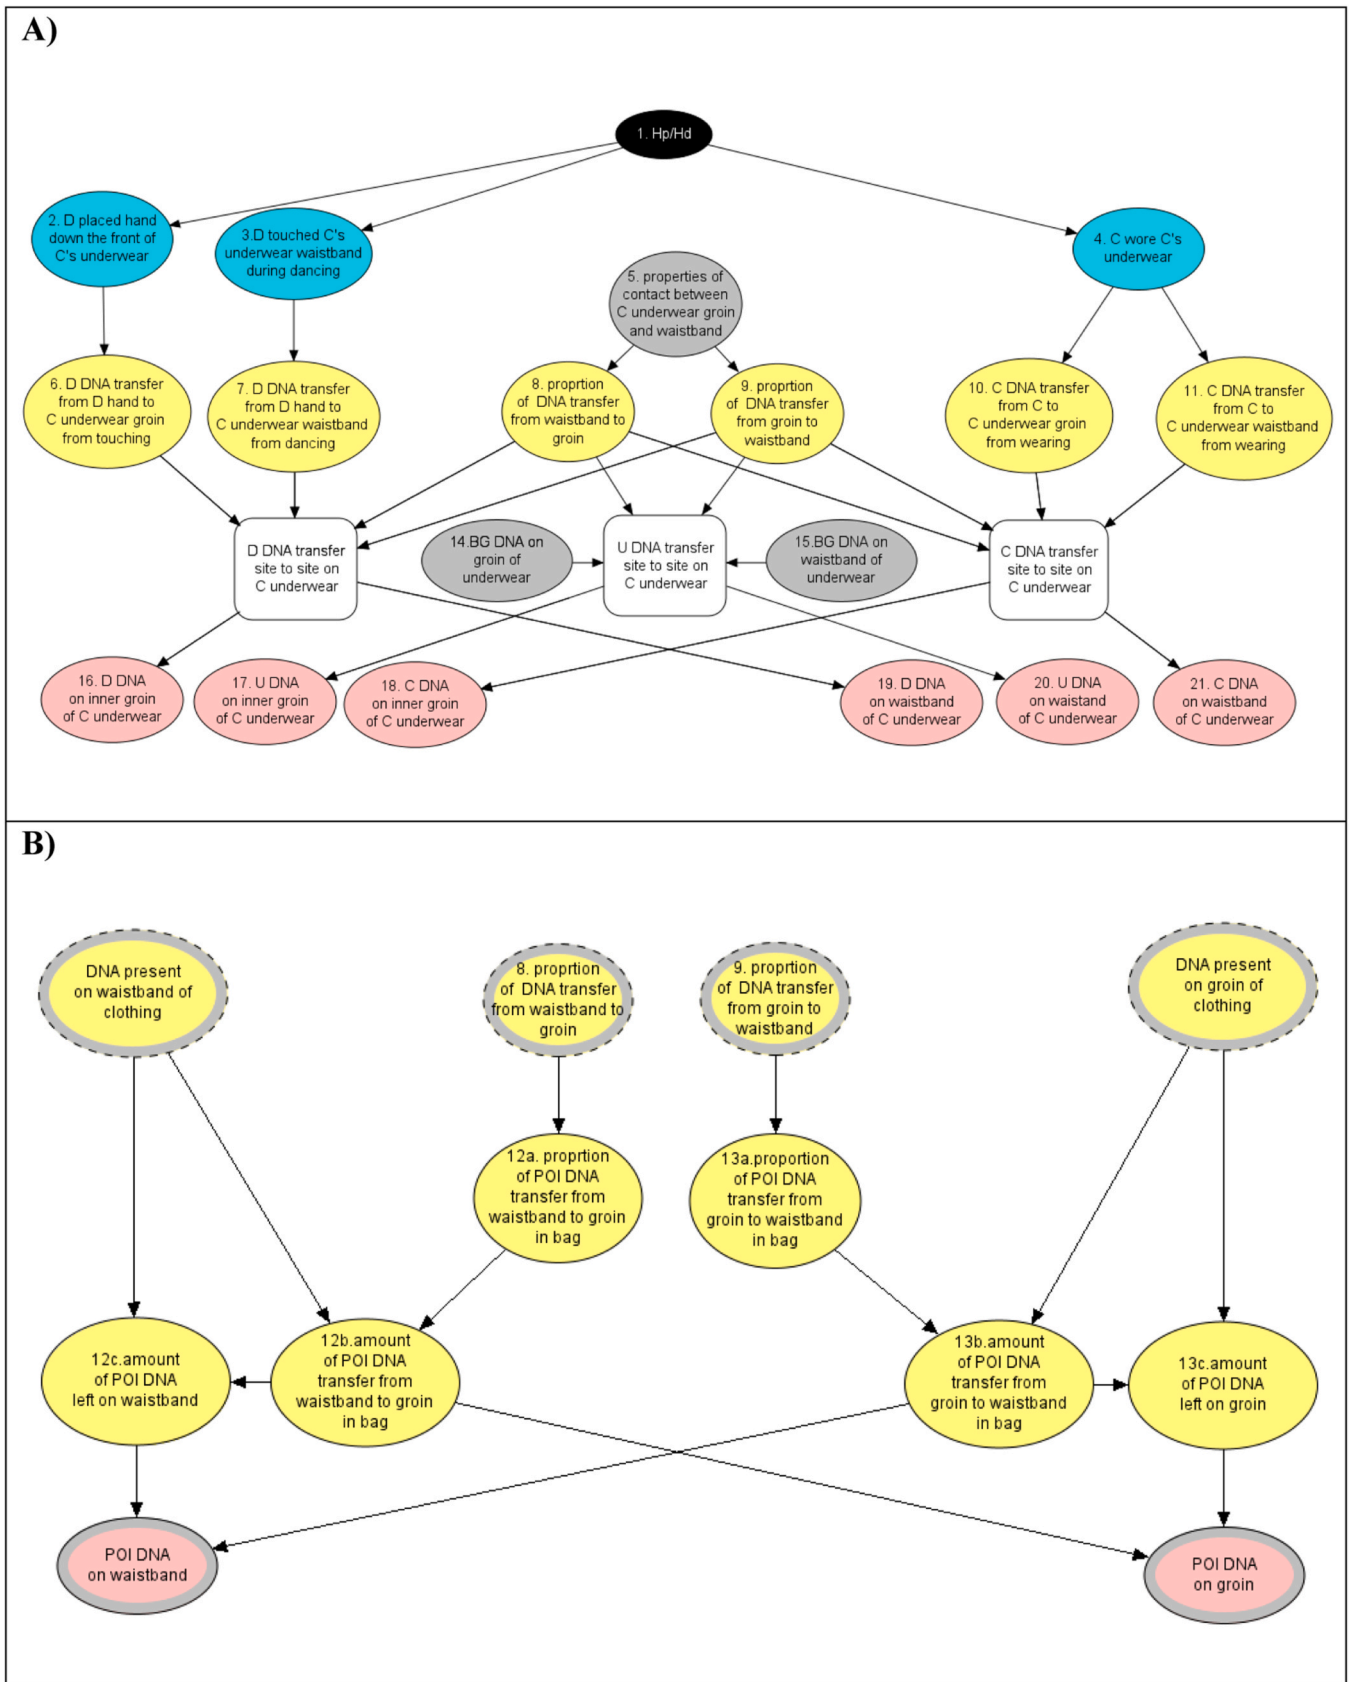 A)
1. Hp/Hd
2. D placed hand
down the front of
C's underwear
3.D touched C's
underwear waistband
during dancing
4. C wore C's
underwear
5. properties of
contact between
C underwear groin
and waistband
6. D DNA transfer
from D hand to
C underwear groin
from touching
7. D DNA transfer
from D hand to
C underwear waistband
from dancing
8. proprtion
of DNA transfer
from waistband to
groin
9. proprtion
of DNA transfer
from groin to
waistband
10. C DNA transfer
from C to
C underwear groin
from wearing
11. C DNA transfer
from C to
C underwear waistband
from wearing
D DNA transfer
site to site on
C underwear
14.BG DNA on
groin of
underwear
U DNA transfer
site to site on
C underwear
15.BG DNA on
waistband of
underwear
C DNA transfer
site to site on
C underwear
16. D DNA
on inner groin
of C underwear
17. U DNA
on inner groin
of C underwear
18. C DNA
on inner groin
of C underwear
19. D DNA
on waistband
of C underwear
20. U DNA
on waistand
of C underwear
21. C DNA
on waistband
of C underwear
B)
DNA present
on waistband of
clothing
8. proprtion
of DNA transfer
from waistband to
groin
9. proprtion
of DNA transfer
from groin to
waistband
DNA present
on groin of
clothing
12a. proprtion
of POI DNA
transfer from
waistband to groin
in bag
13a.proportion
of POI DNA
transfer from
groin to waistband
in bag
12c.amount
of POI DNA
left on waistband
12b.amount
of POI DNA
transfer from
waistband to groin
in bag
13b.amount
of POI DNA
transfer from
groin to waistband
in bag
13c.amount
of POI DNA
left on groin
POI DNA
on waistband
POI DNA
on groin